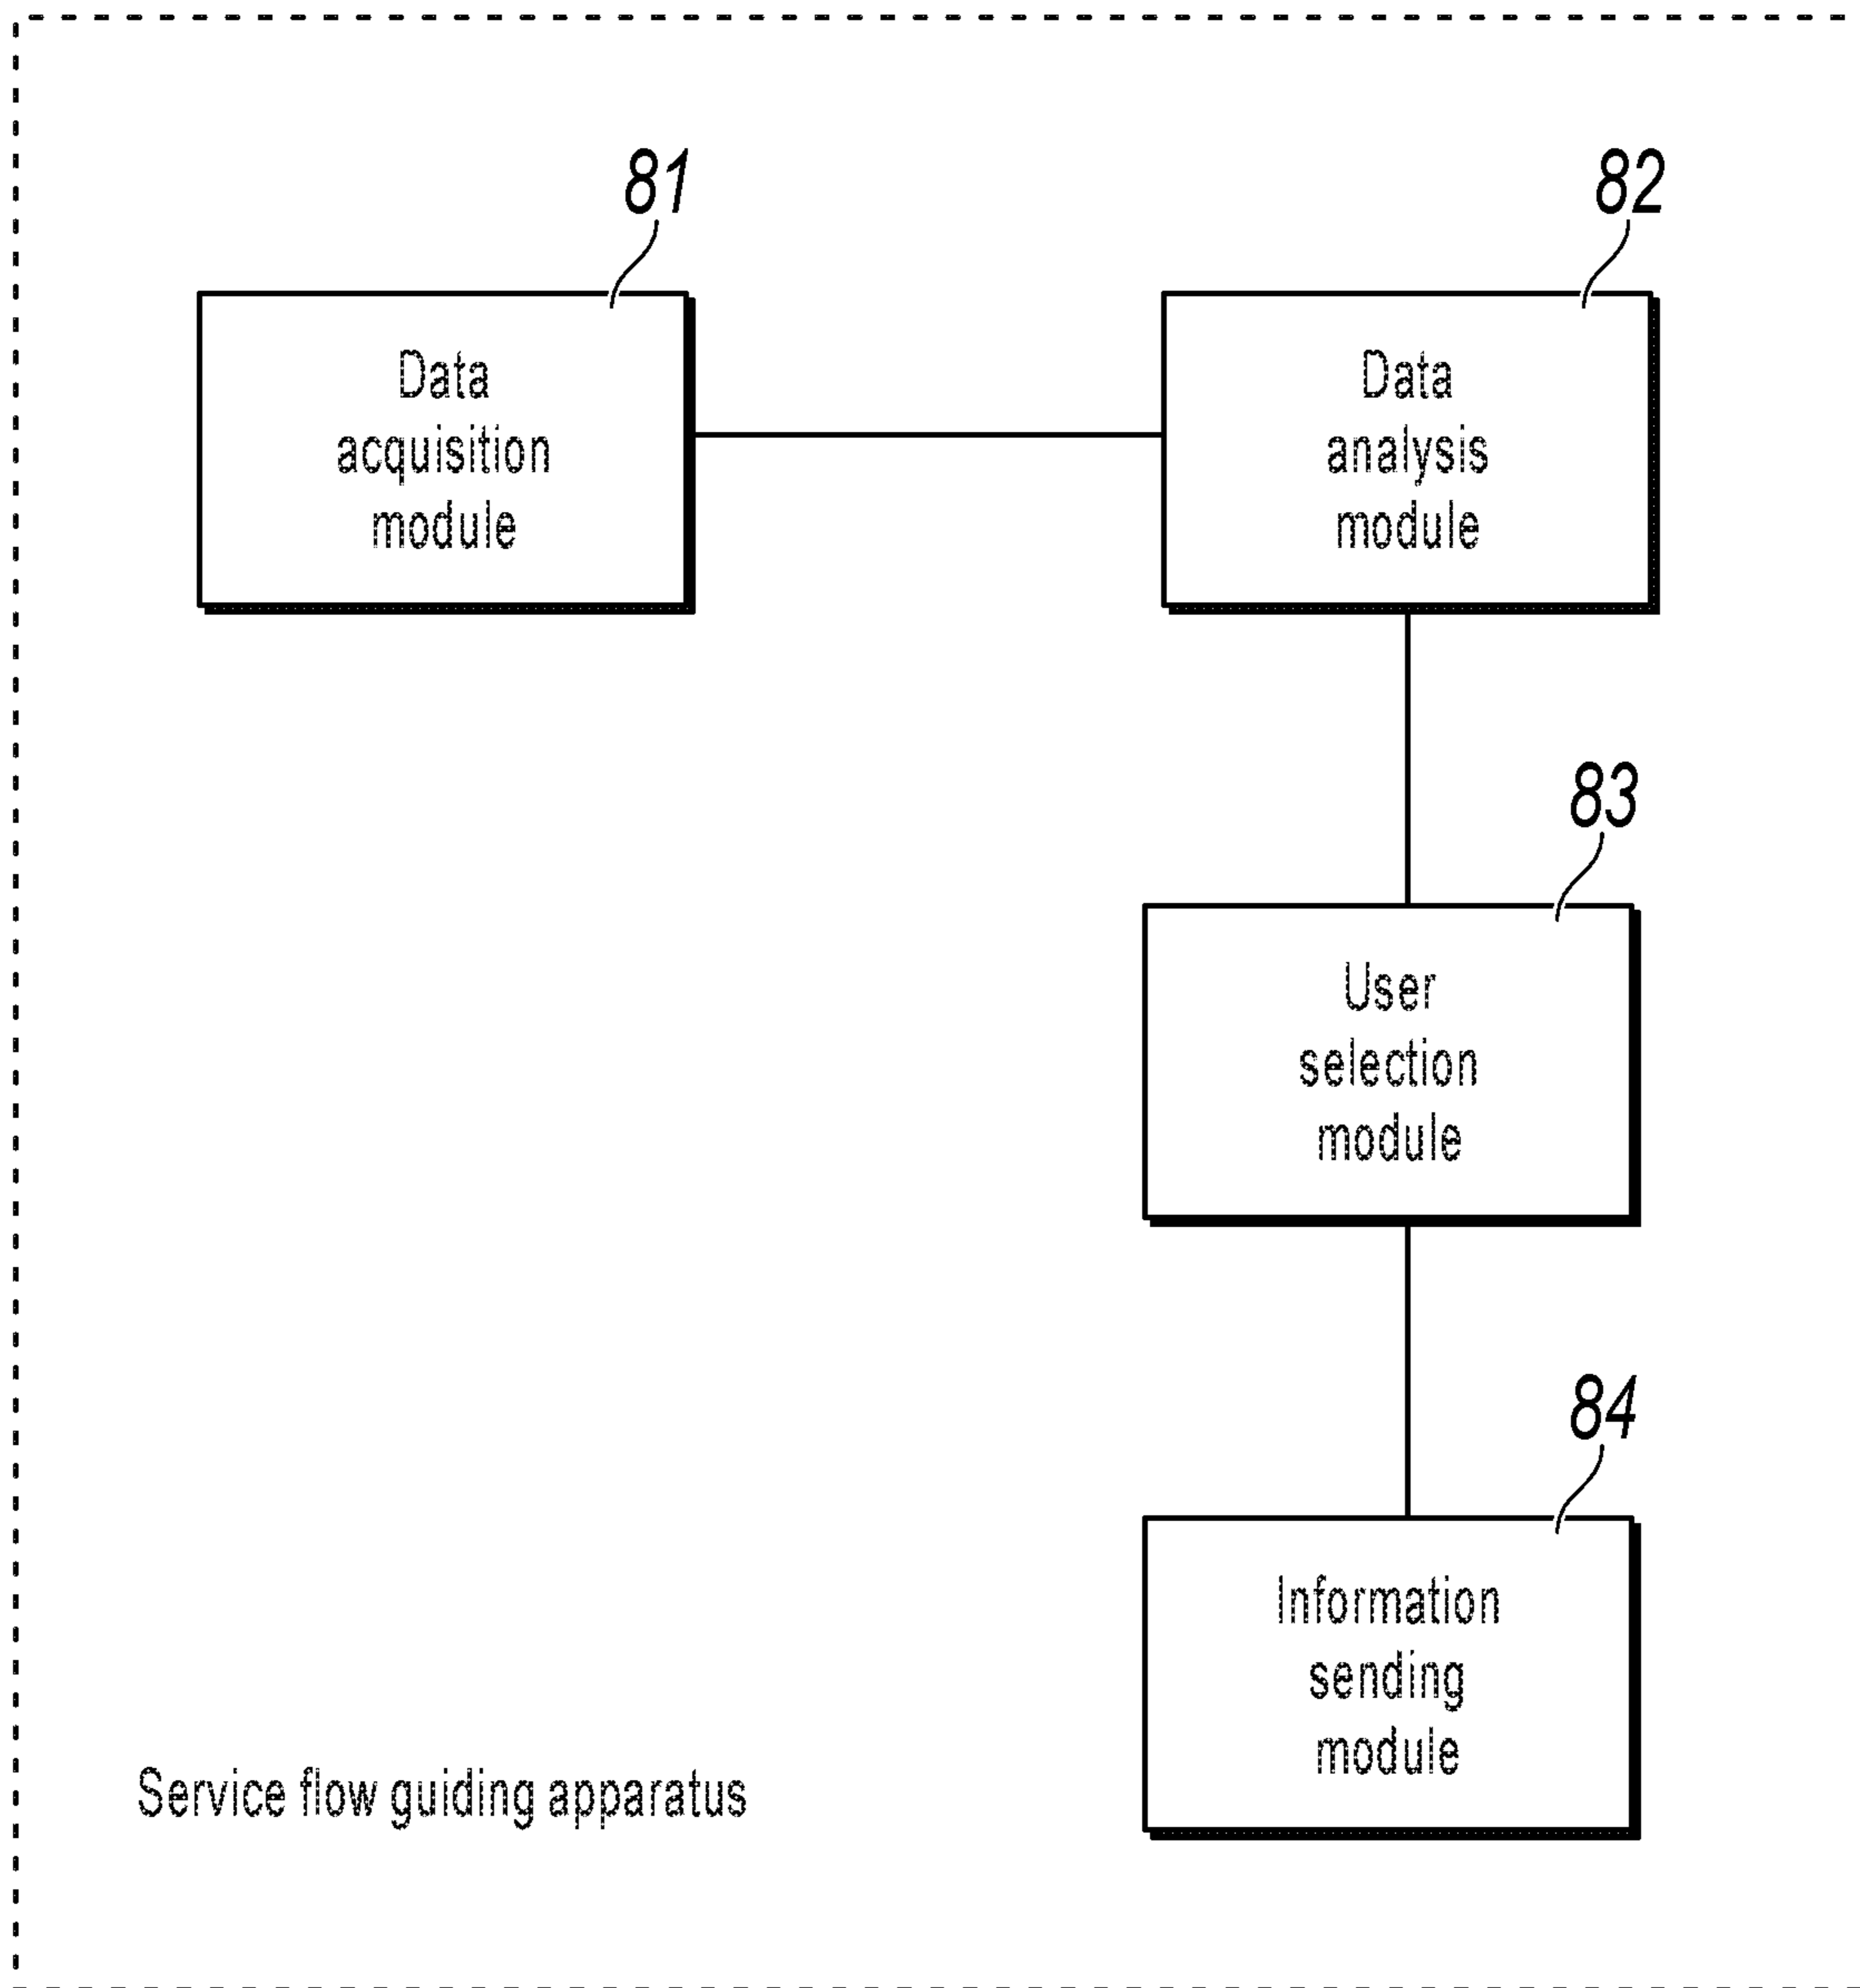 81
Data
acquisition
module
82
Data
analysis
module
83
User
selection
module
84
Information
sending
module
Service flow guiding apparatus